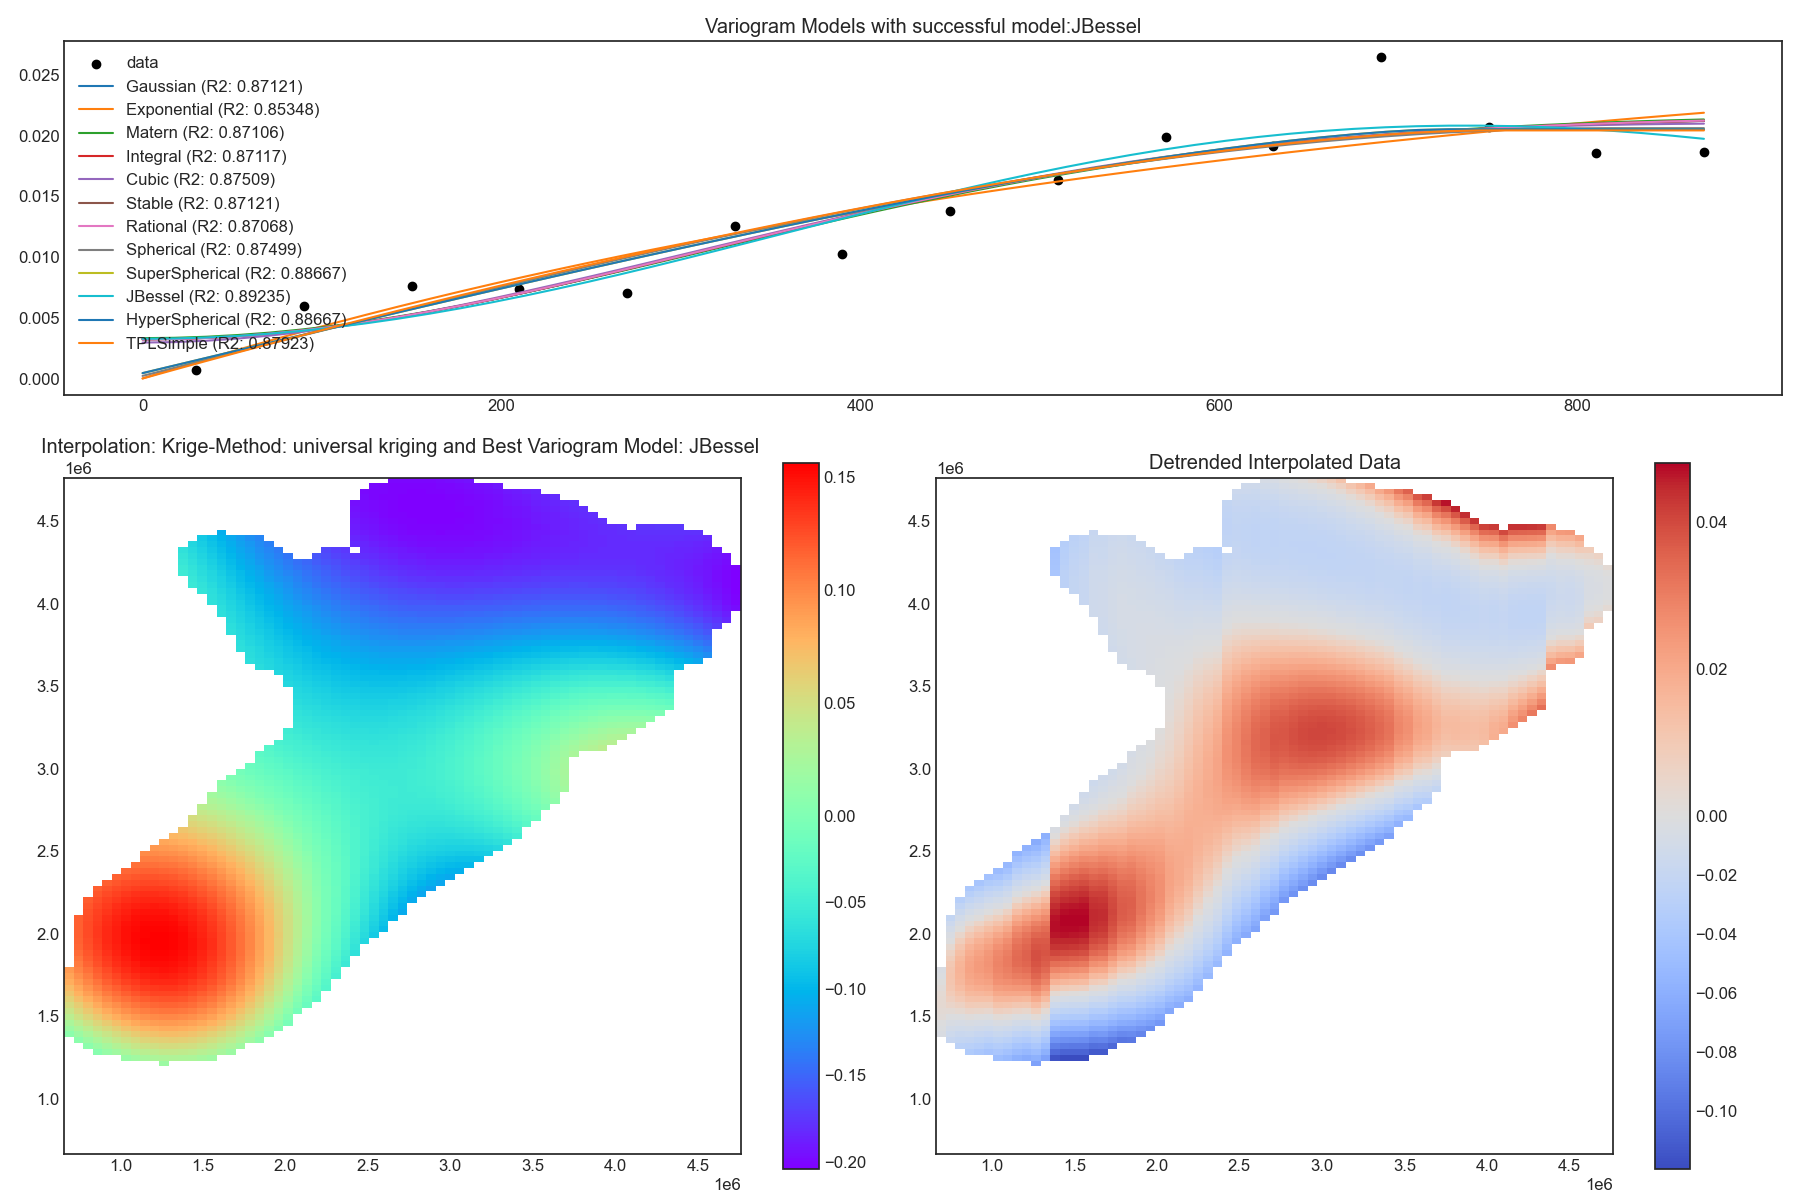 Variogram Models with successful model:JBessel
data
Gaussian (R2: 0.87121)
Exponential (R2: 0.85348)
Matern (R2: 0.87106)
Integral (R2: 0.87117)
Cubic (R2: 0.87509)
Stable (R2: 0.87121)
Rational (R2: 0.87068)
Spherical (R2: 0.87499)
SuperSpherical (R2: 0.88667)
JBessel (R2: 0.89235)
HyperSpherical (R2: 0.88667)
TPLSimple (R2: 0.87923)
0.025
0.020
0.015
0.010
0.005
0.000
0 200 400 600 800
Interpolation: Krige-Method: universal kriging and Best Variogram Model: JBessel
1e6
4.5
4.0
3.5
3.0
2.5
2.0
1.5
1.0
1.0 1.5 2.0 2.5 3.0 3.5 4.0 4.5
1e6
0.15
0.10
0.05
0.00
−0.05
−0.10
−0.15
−0.20
Detrended Interpolated Data
1e6
4.5
4.0
3.5
3.0
2.5
2.0
1.5
1.0
1.0 1.5 2.0 2.5 3.0 3.5 4.0 4.5
1e6
0.04
0.02
0.00
−0.02
−0.04
−0.06
−0.08
−0.10